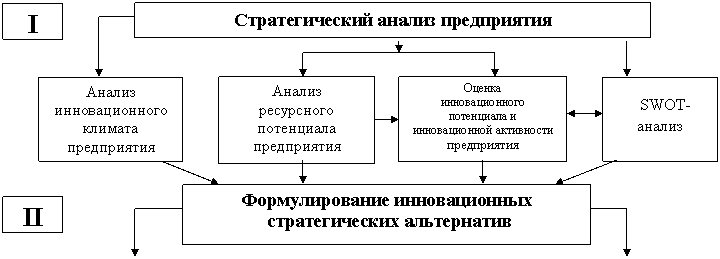 I
Стратегический анализ предприятия
Анализ
инновационного
климата
предприятия
Анализ
ресурсного
потенциала
предприятия
Оценка
инновационного
потенциала и
инновационной активности
предприятия
SWOT-
анализ
II
Формулирование инновационных
стратегических альтернатив